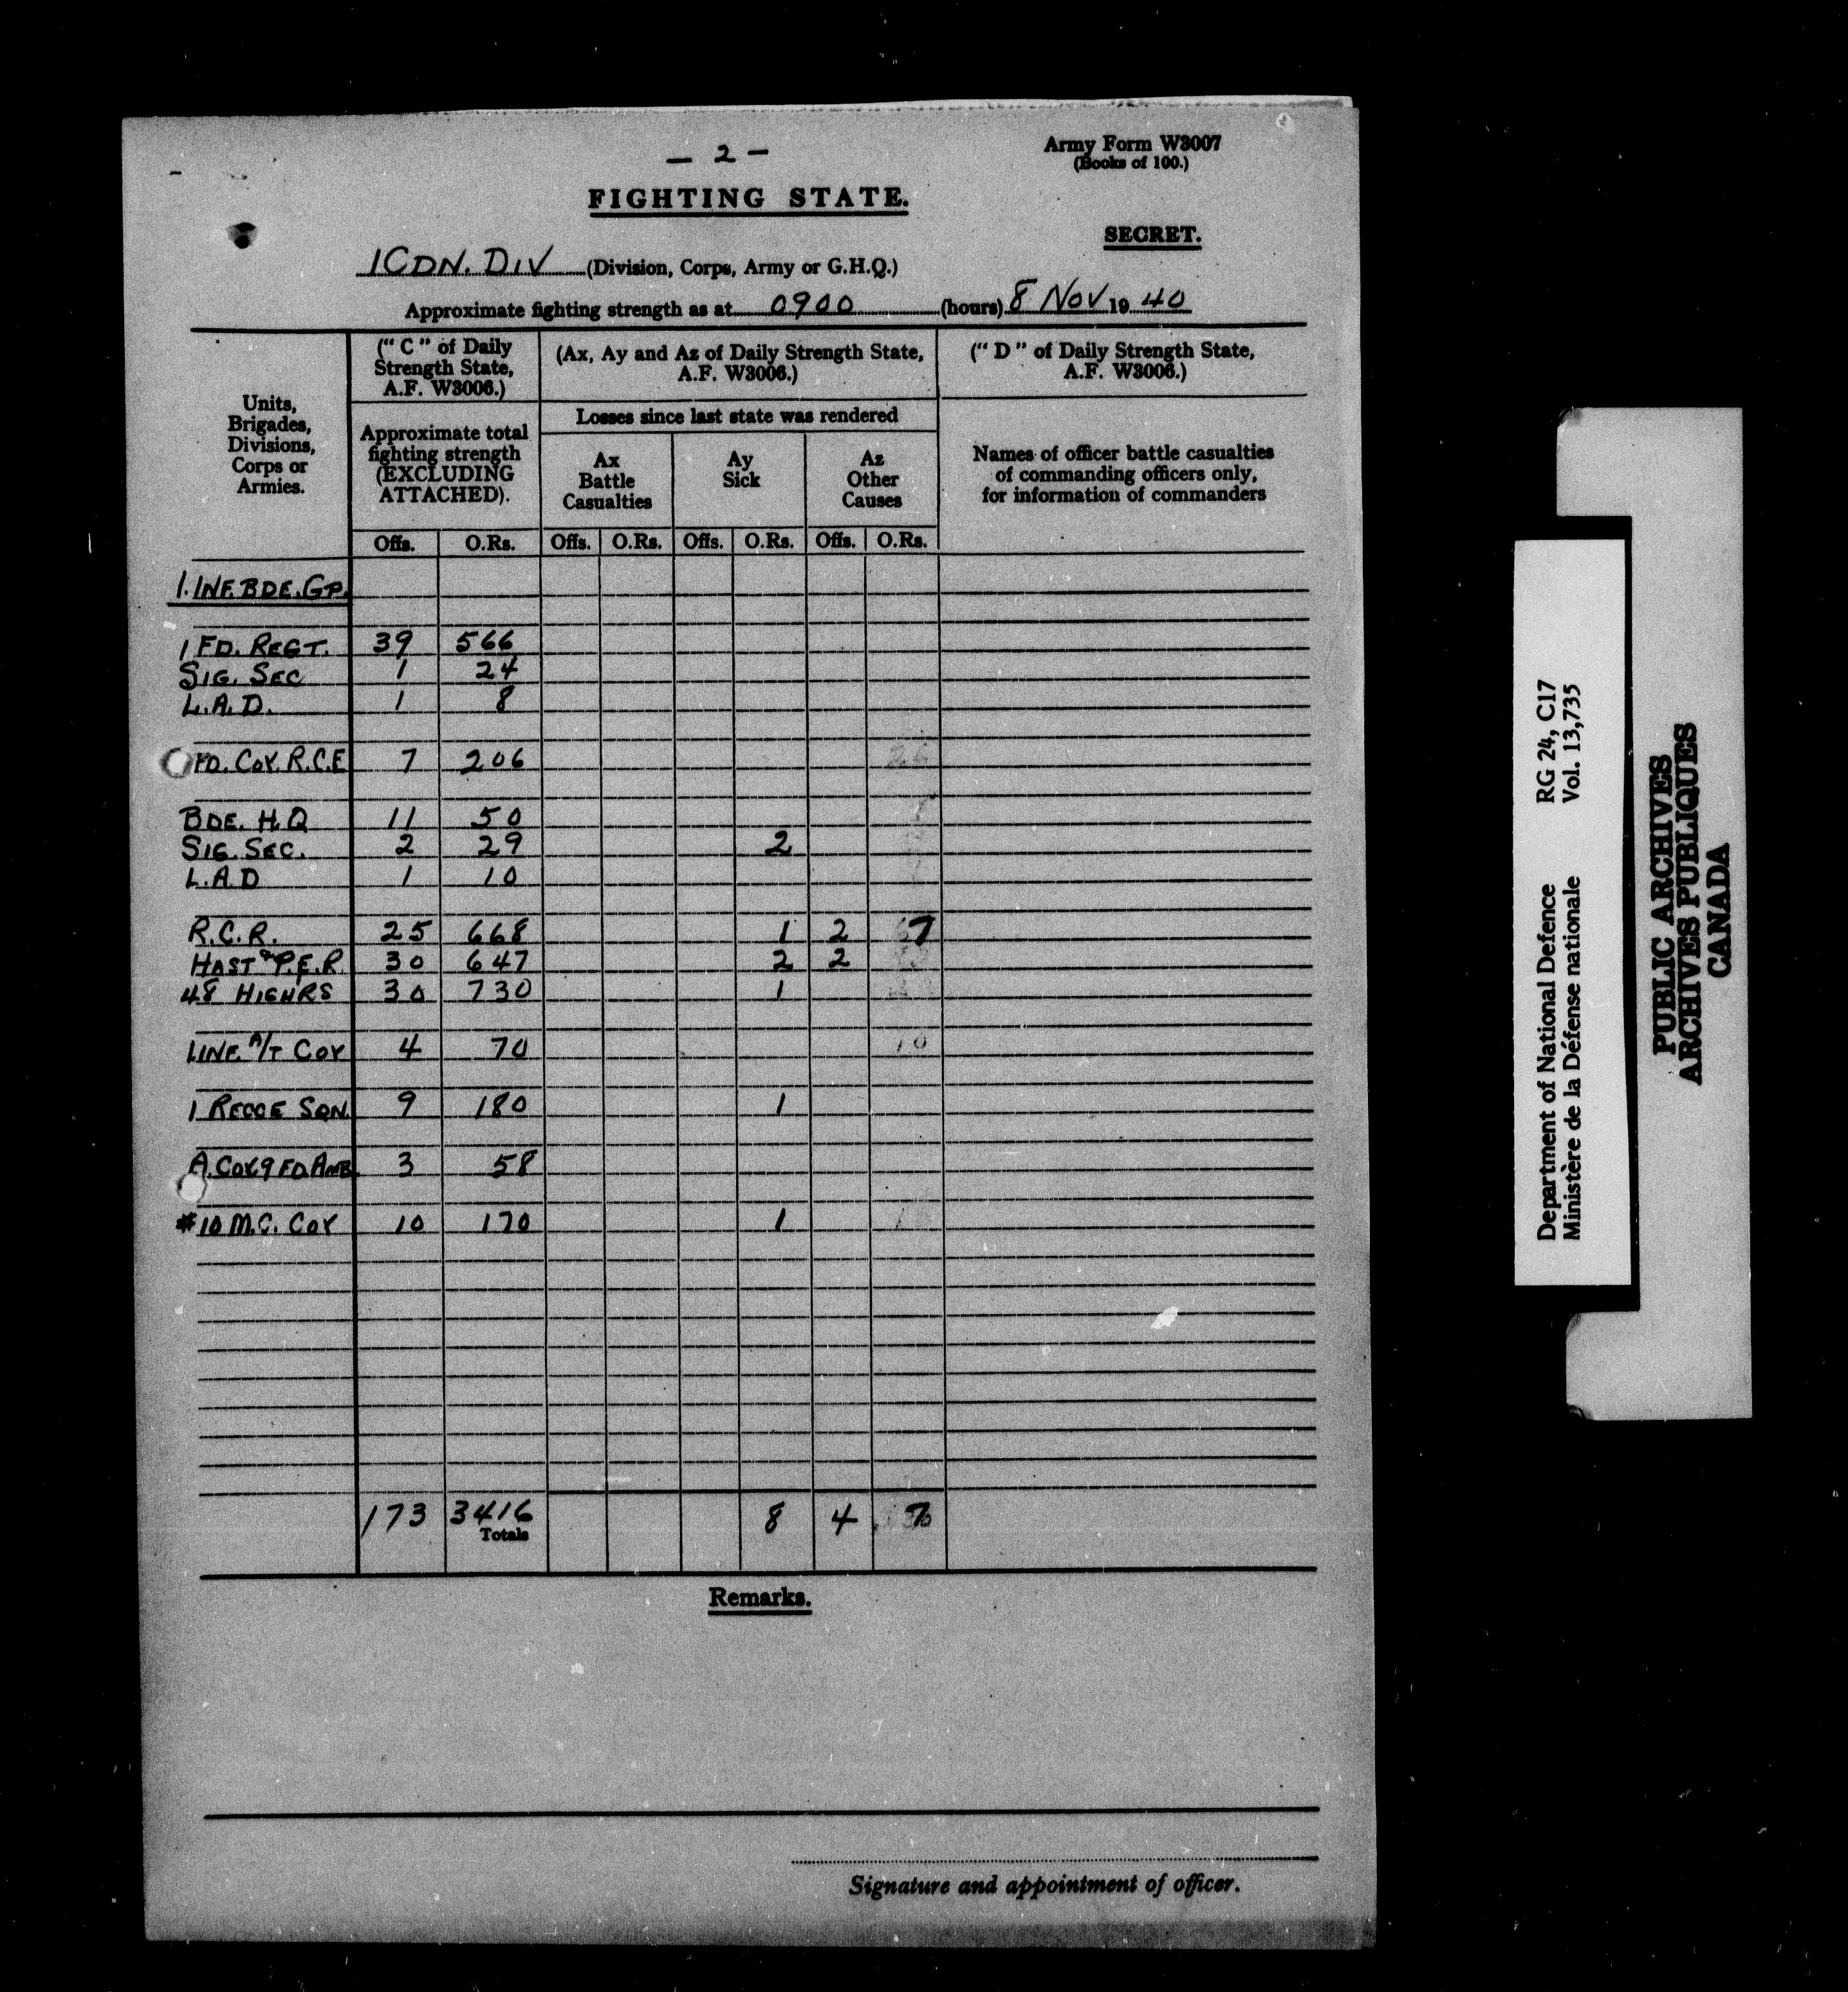 — 2 —
Army Form W3007
(Books of 100.)
FIGHTING STATE.
SECRET.
1 CDN. DIV (Division, Corps, Army or G.H.Q.)
Approximate fighting strength as at 0900 (hours) 8 NOV 19 40
Units, Brigades, Divisions, Corps or Armies.
("C" of Daily Strength State, A.F. W3006.)
(Ax, Ay and Az of Daily Strength State, A.F. W3006.)
("D" of Daily Strength State, A.F. W3006.)
Approximate total fighting strength (EXCLUDING ATTACHED).
Losses since last state was rendered
Ax Battle Casualties
Ay Sick
Az Other Causes
Names of officer battle casualties of commanding officers only, for information of commanders
Offs. O.Rs. Offs. O.Rs. Offs. O.Rs. Offs. O.Rs.
1. INF. BDE. GP.
1 FD. REGT. 39 566
SIG. SEC 1 24
L.A.D. 1 8
FD. COY. R.C.E 7 206
BDE. H.Q 11 50
SIG. SEC. 2 29 2
L.A.D 1 10
R.C.R. 25 668 1 2 7
HAST & P.E.R. 30 647 2 2
48 HIGHRS 30 730 1
1.INF. A/T COY 4 70 10
1 RECCE SQN. 9 180 1
A. COY 9 FD AMB. 3 58
#10 M.C. COY 10 170 1
173 3416 8 4 7
Totals
Remarks.
Signature and appointment of officer.
Department of National Defence RG 24, C17
Ministère de la Défense nationale Vol. 13,735
PUBLIC ARCHIVES
ARCHIVES PUBLIQUES
CANADA